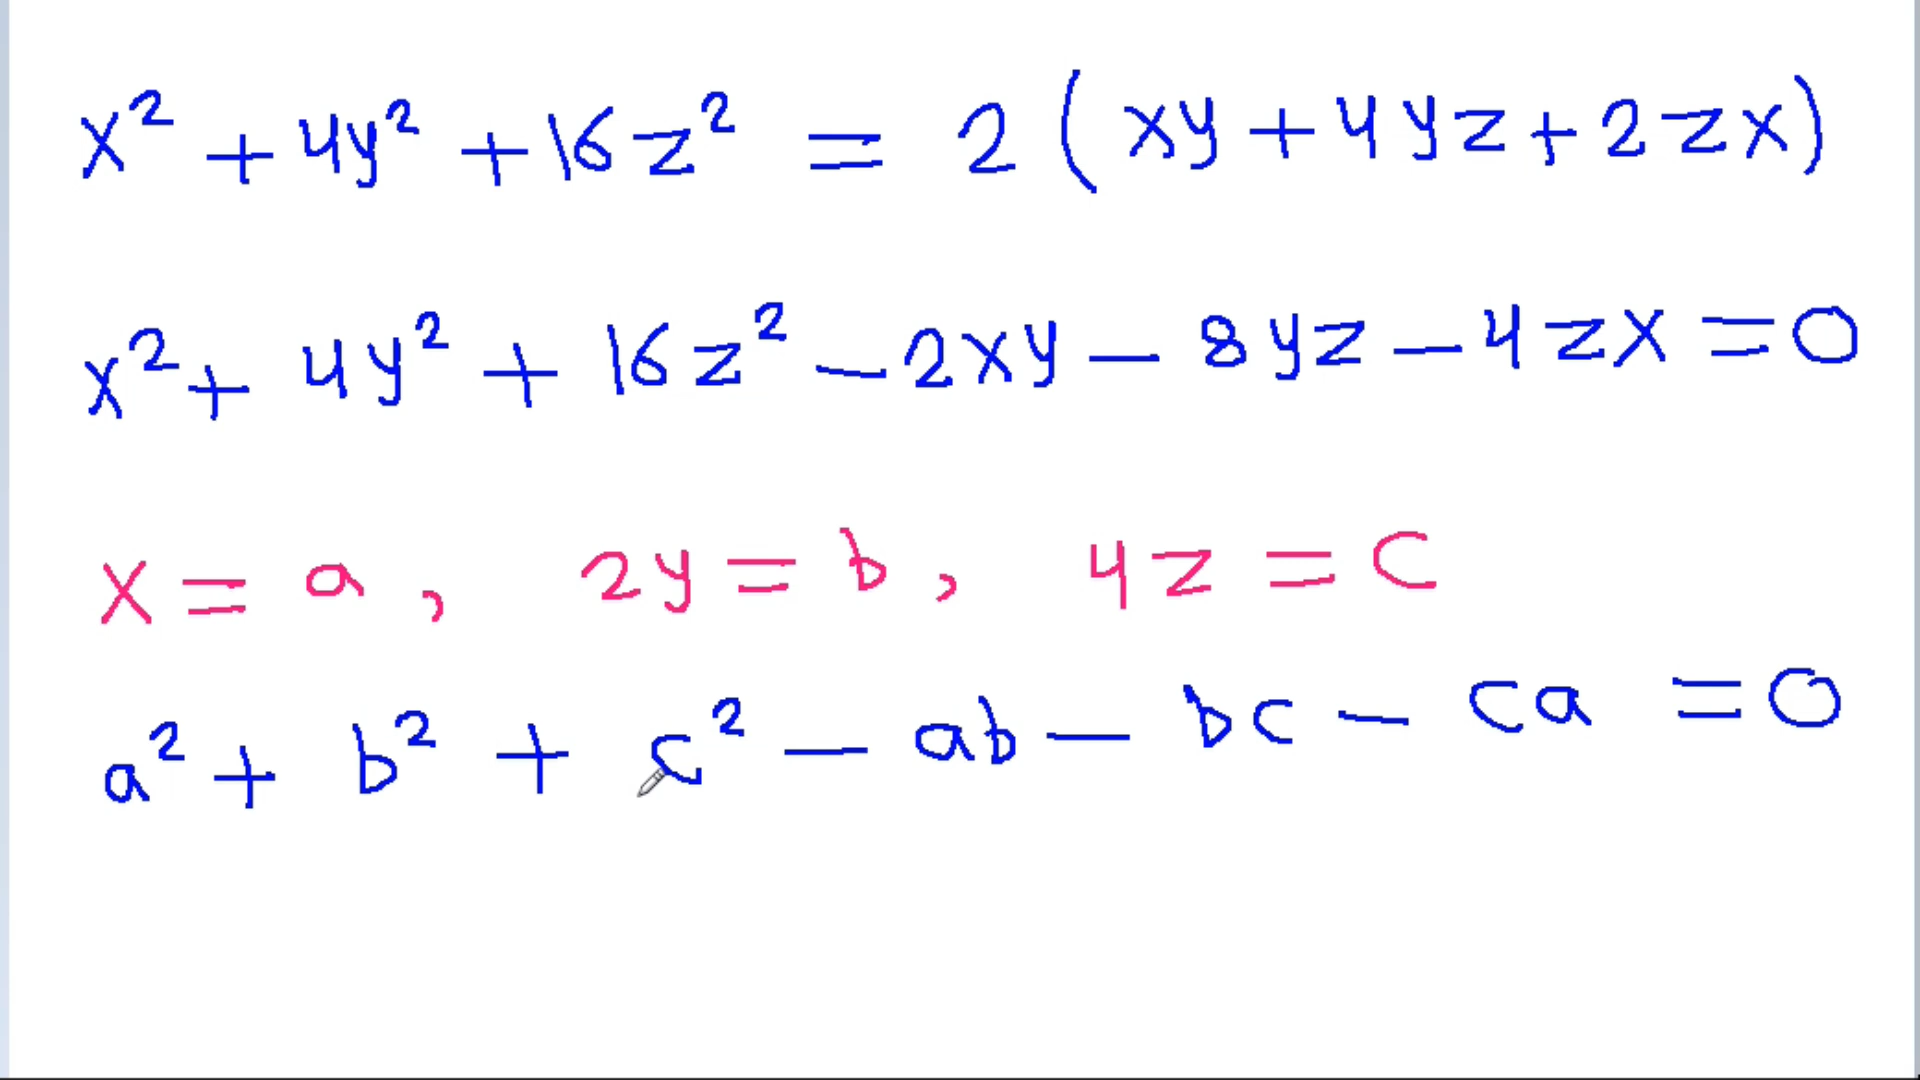 x² + 4y² + 16z² = 2(xy + 4yz + 2zx)
x² + 4y² + 16z² - 2xy - 8yz - 4zx = 0
x = a, 2y = b, 4z = c
a² + b² + c² - ab - bc - ca = 0